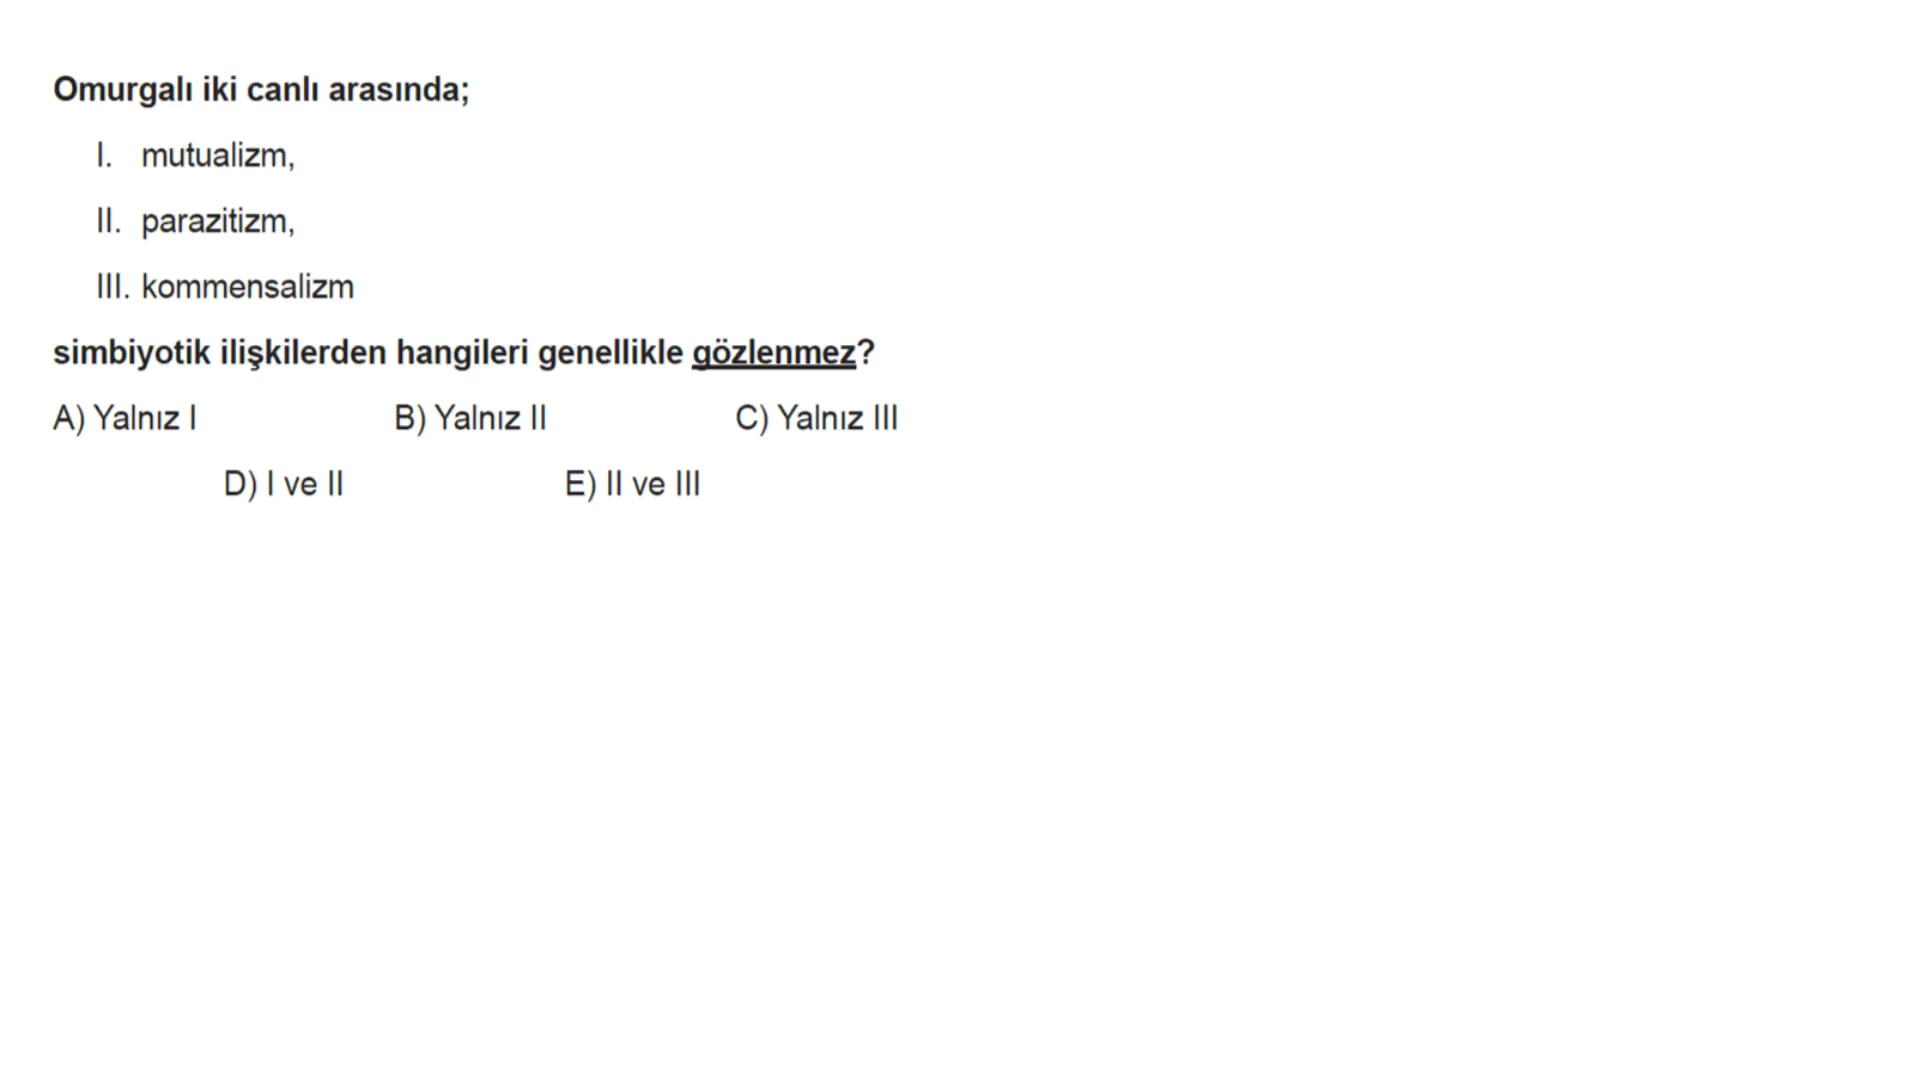 Omurgalı iki canlı arasında;
I. mutualizm,
II. parazitizm,
III. kommensalizm
simbiyotik ilişkilerden hangileri genellikle gözlenmez?
A) Yalnız I B) Yalnız II C) Yalnız III
D) I ve II E) II ve III